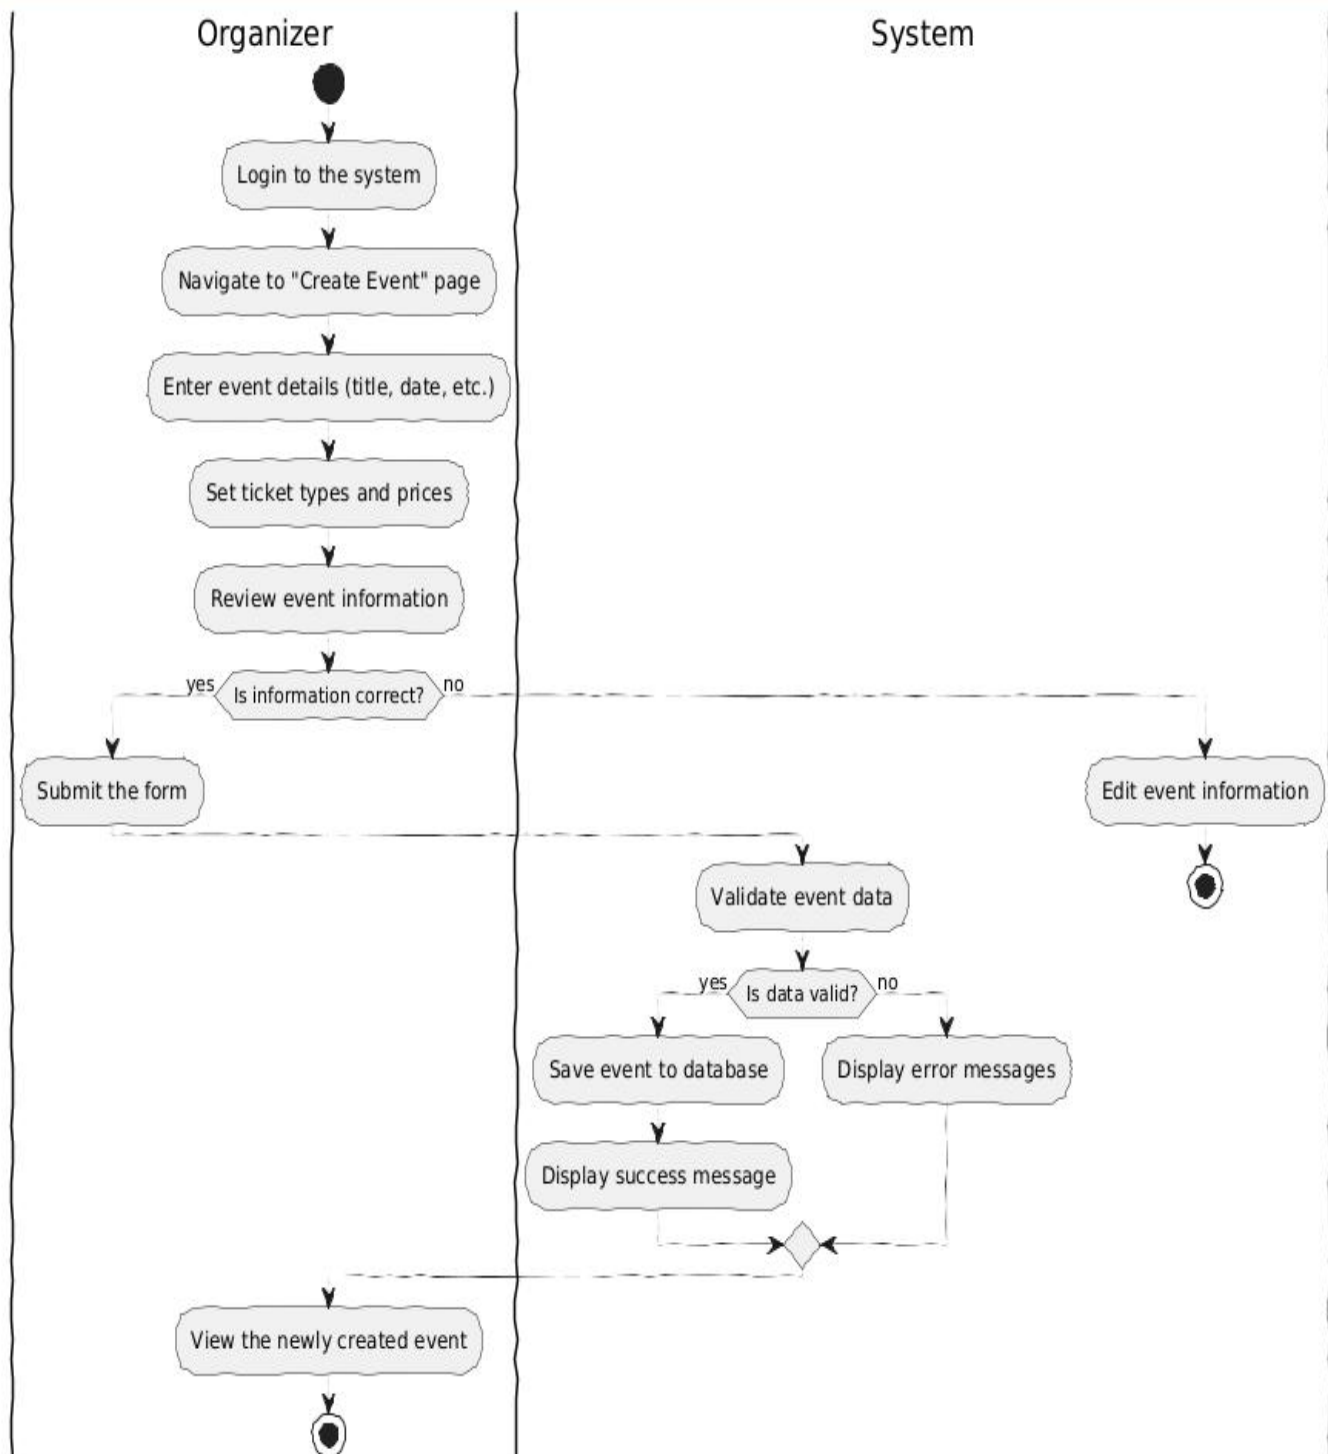 Organizer
System
Login to the system
Navigate to "Create Event" page
Enter event details (title, date, etc.)
Set ticket types and prices
Review event information
yes
Is information correct?
no
Submit the form
Edit event information
Validate event data
yes
Is data valid?
no
Save event to database
Display error messages
Display success message
View the newly created event